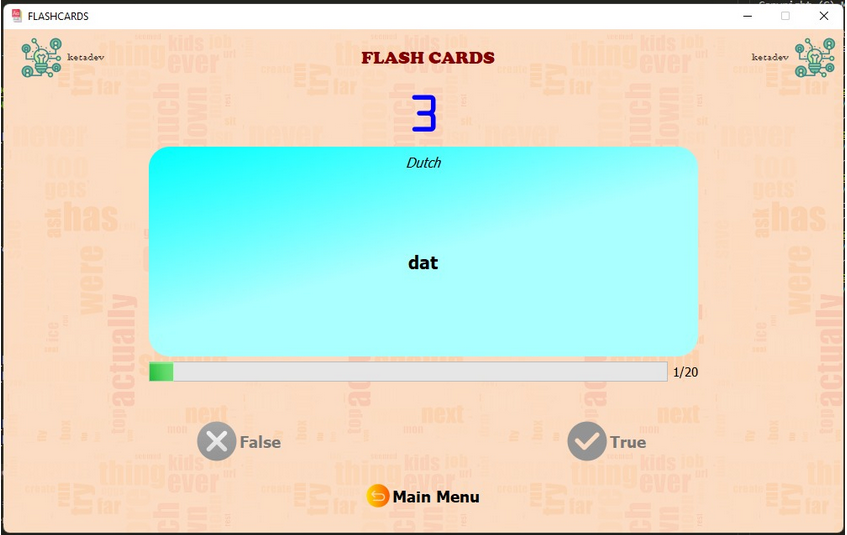 FLASHCARDS
ketadev
FLASH CARDS
ketadev
3
Dutch
dat
1/20
False
True
Main Menu